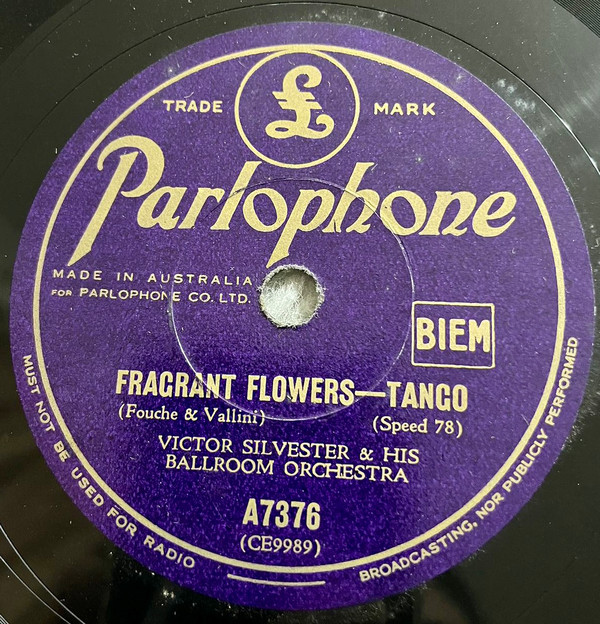 £
TRADE MARK
Parlophone
MADE IN AUSTRALIA
FOR PARLOPHONE CO. LTD.
BIEM
FRAGRANT FLOWERS—TANGO
(Fouche & Vallini) (Speed 78)
VICTOR SILVESTER & HIS
BALLROOM ORCHESTRA
A7376
(CE9989)
MUST NOT BE USED FOR RADIO BROADCASTING, NOR PUBLICLY PERFORMED